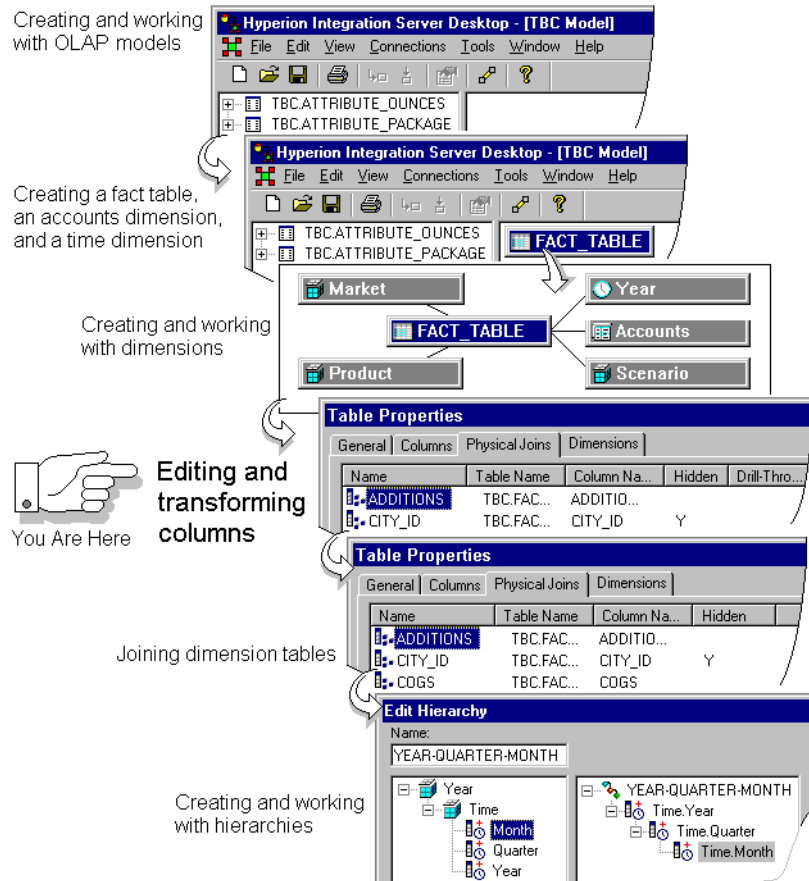 Creating and working
with OLAP models
Hyperion Integration Server Desktop - [TBC Model]
File Edit View Connections Tools Window Help
TBC.ATTRIBUTE_OUNCES
TBC.ATTRIBUTE_PACKAGE
Creating a fact table,
an accounts dimension,
and a time dimension
Hyperion Integration Server Desktop - [TBC Model]
File Edit View Connections Tools Window Help
TBC.ATTRIBUTE_OUNCES
TBC.ATTRIBUTE_PACKAGE
FACT_TABLE
Creating and working
with dimensions
Market
Year
FACT_TABLE
Accounts
Product
Scenario
You Are Here
Editing and
transforming
columns
Table Properties
General Columns Physical Joins Dimensions
Name Table Name Column Na... Hidden Drill-Thro...
ADDITIONS TBC.FAC... ADDITIO...
CITY_ID TBC.FAC... CITY_ID Y
Joining dimension tables
Table Properties
General Columns Physical Joins Dimensions
Name Table Name Column Na... Hidden
ADDITIONS TBC.FAC... ADDITIO...
CITY_ID TBC.FAC... CITY_ID Y
COGS TBC.FAC... COGS
Creating and working
with hierarchies
Edit Hierarchy
Name:
YEAR-QUARTER-MONTH
Year
Time
Month
Quarter
Year
YEAR-QUARTER-MONTH
Time.Year
Time.Quarter
Time.Month